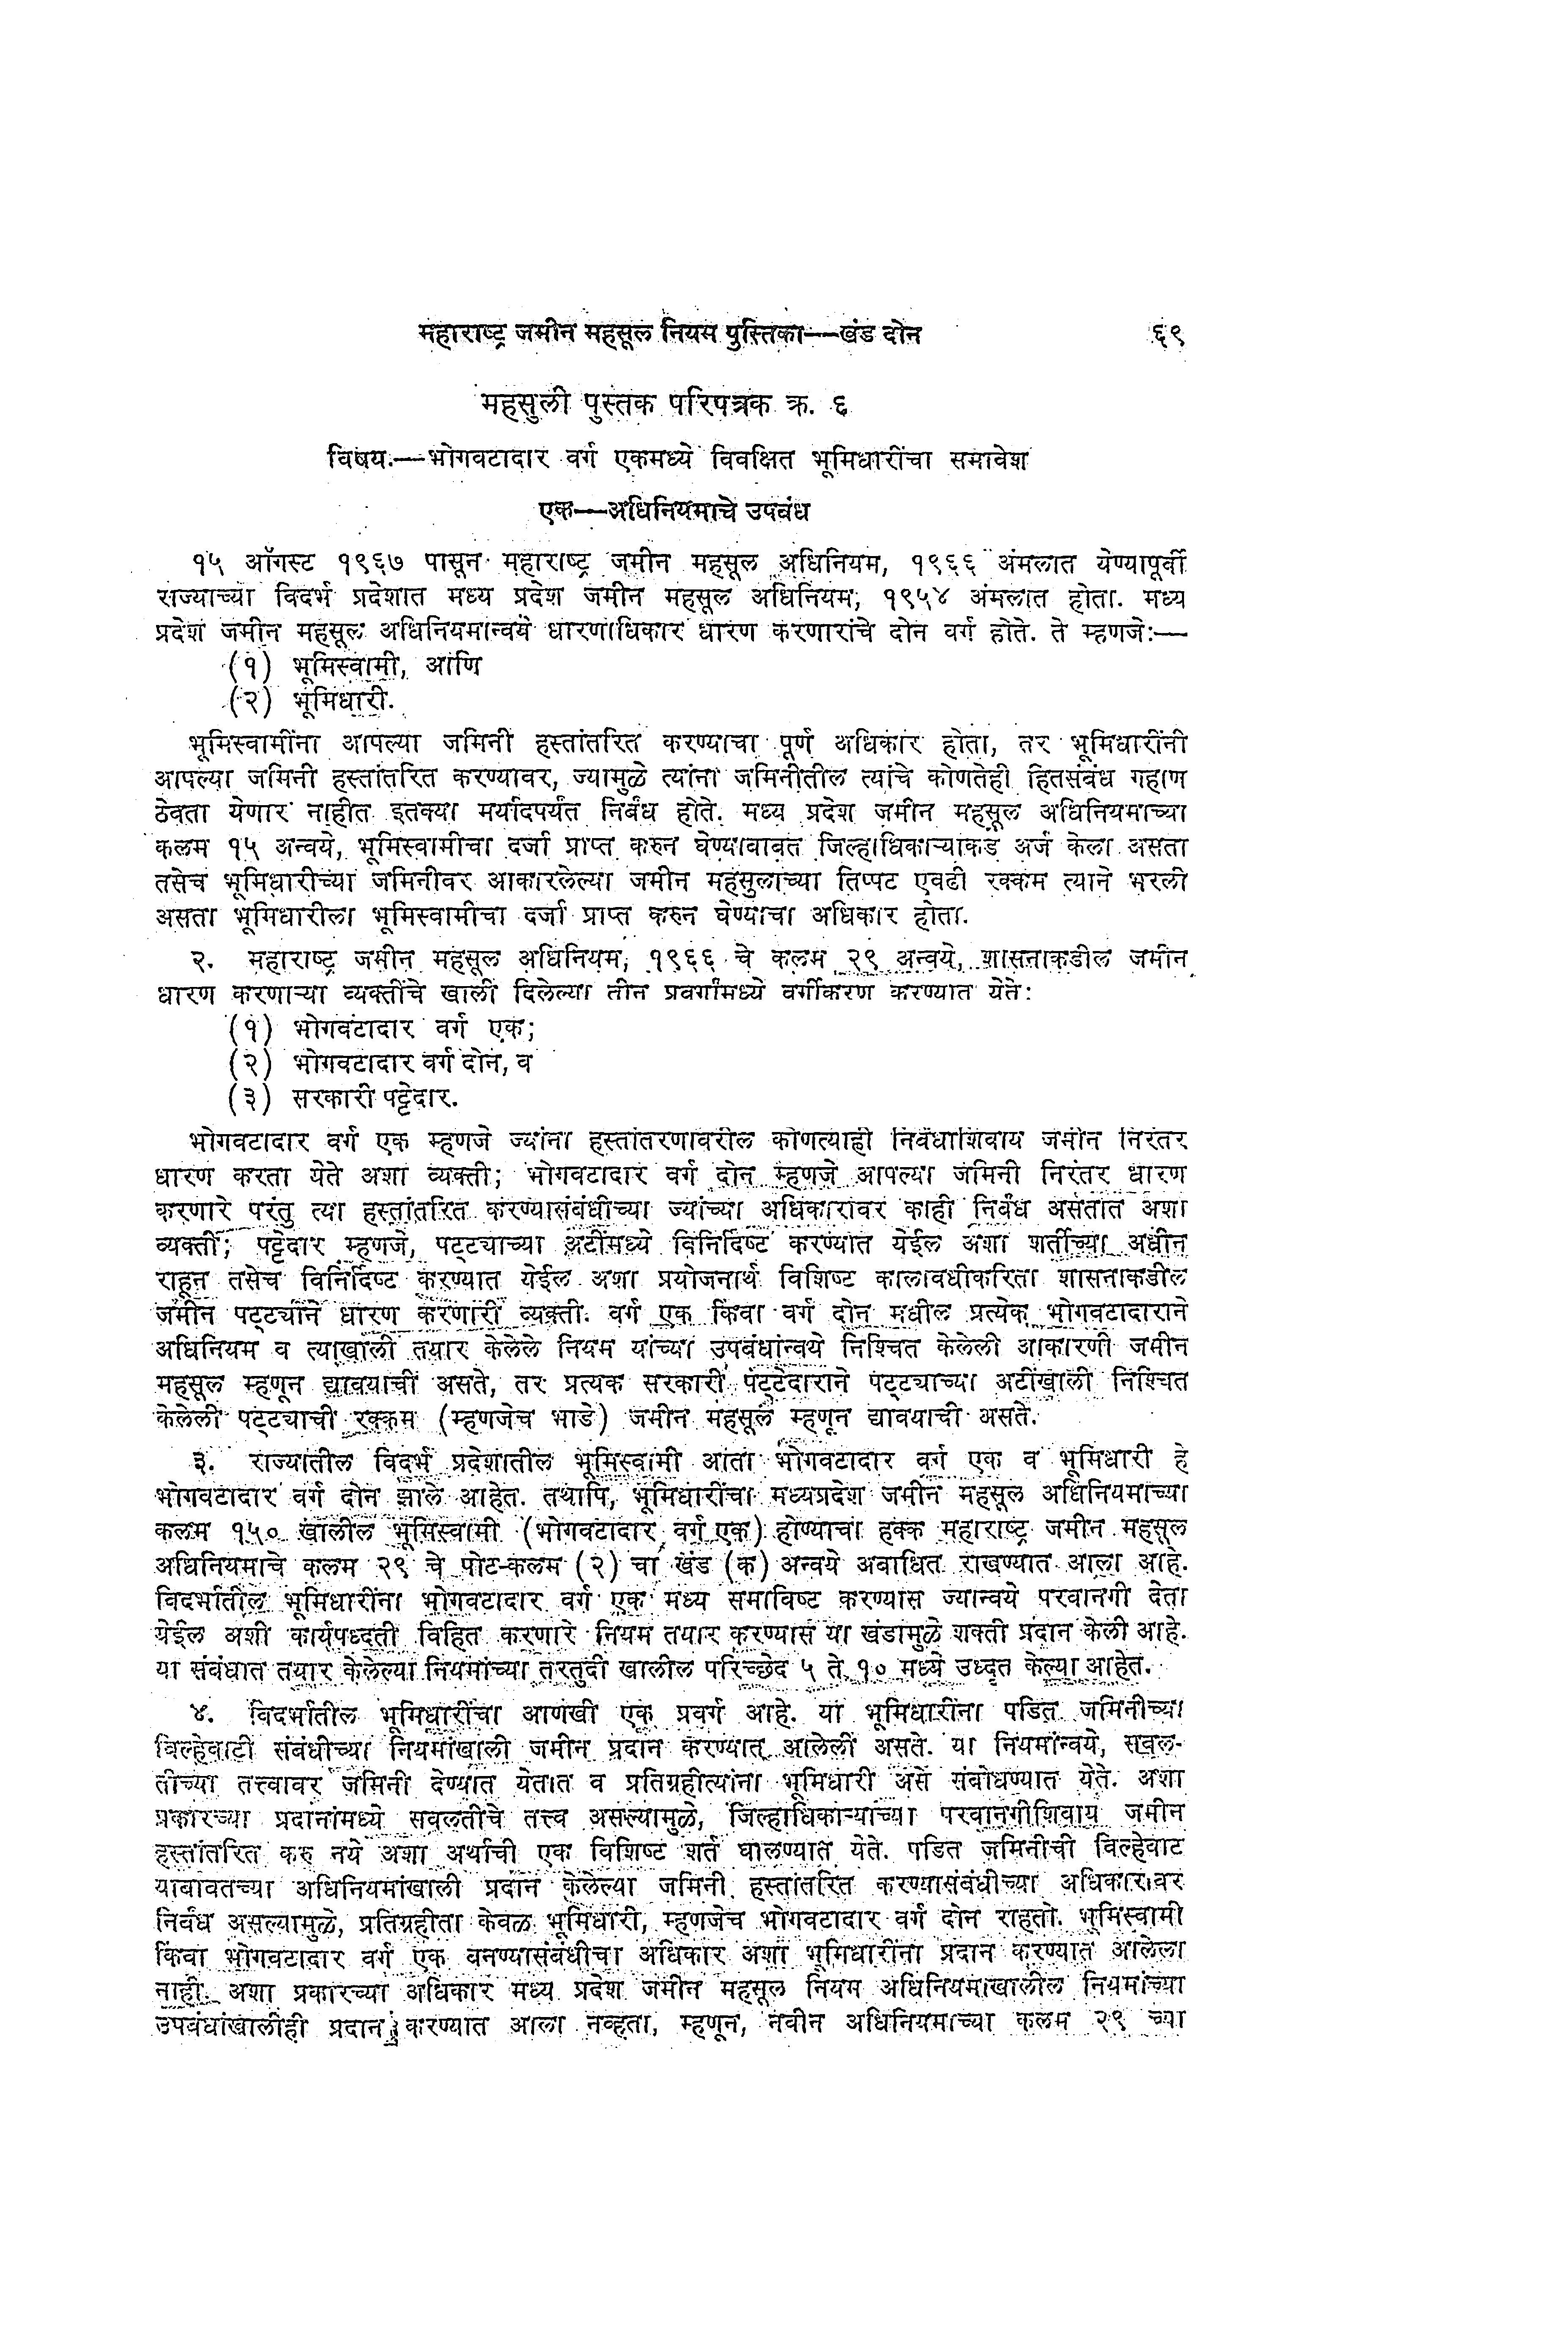 महाराष्ट्र जमीन महसूल नियम पुस्तिका––खंड दोन ६९
महसुली पुस्तक परिपत्रक क्र. ६
विषय.––भोगवटादार वर्ग एकमध्ये विवक्षित भूमिधारींचा समावेश
एक––अधिनियमाचे उपबंध
१५ ऑगस्ट १९६७ पासून महाराष्ट्र जमीन महसूल अधिनियम, १९६६ अंमलात येण्यापूर्वी
राज्याच्या विदर्भ प्रदेशात मध्य प्रदेश जमीन महसूल अधिनियम, १९५४ अंमलात होता. मध्य
प्रदेश जमीन महसूल अधिनियमान्वये धारणाधिकार धारण करणारांचे दोन वर्ग होते. ते म्हणजे:––
(१) भूमिस्वामी, आणि
(२) भूमिधारी.
भूमिस्वामींना आपल्या जमिनी हस्तांतरित करण्याचा पूर्ण अधिकार होता, तर भूमिधारींनी
आपल्या जमिनी हस्तांतरित करण्यावर, ज्यामुळे त्यांना जमिनीतील त्यांचे कोणतेही हितसंबंध गहाण
ठेवता येणार नाहीत इतक्या मर्यादेपर्यंत निर्बंध होते. मध्य प्रदेश जमीन महसूल अधिनियमाच्या
कलम १५ अन्वये, भूमिस्वामीचा दर्जा प्राप्त करुन घेण्याबाबत जिल्हाधिकाऱ्याकडे अर्ज केला असता
तसेच भूमिधारीच्या जमिनीवर आकारलेल्या जमीन महसुलाच्या तिप्पट एवढी रक्कम त्याने भरली
असता भूमिधारीला भूमिस्वामीचा दर्जा प्राप्त करुन घेण्याचा अधिकार होता.
२. महाराष्ट्र जमीन महसूल अधिनियम, १९६६ चे कलम २९ अन्वये, शासनाकडील जमीन
धारण करणाऱ्या व्यक्तींचे खाली दिलेल्या तीन प्रवर्गांमध्ये वर्गीकरण करण्यात येते:
(१) भोगवटादार वर्ग एक;
(२) भोगवटादार वर्ग दोन, व
(३) सरकारी पट्टेदार.
भोगवटादार वर्ग एक म्हणजे ज्यांना हस्तांतरणावरील कोणत्याही निर्बंधाशिवाय जमीन निरंतर
धारण करता येते अशा व्यक्ती; भोगवटादार वर्ग दोन म्हणजे आपल्या जमिनी निरंतर धारण
करणारे परंतु त्या हस्तांतरित करण्यासंबंधीच्या ज्यांच्या अधिकारावर काही निर्बंध असतात अशा
व्यक्ती; पट्टेदार म्हणजे, पट्ट्याच्या अटींमध्ये विनिर्दिष्ट करण्यात येईल अशा शर्तीच्या अधीन
राहून तसेच विनिर्दिष्ट करण्यात येईल अशा प्रयोजनार्थ विशिष्ट कालावधीकरिता शासनाकडील
जमीन पट्ट्याने धारण करणारी व्यक्ती. वर्ग एक किंवा वर्ग दोन मधील प्रत्येक भोगवटादाराने
अधिनियम व त्याखाली तयार केलेले नियम यांच्या उपबंधांन्वये निश्चित केलेली आकारणी जमीन
महसूल म्हणून द्यावयाची असते, तर प्रत्येक सरकारी पट्टेदाराने पट्ट्याच्या अटींखाली निश्चित
केलेली पट्ट्याची रक्कम (म्हणजेच भाडे) जमीन महसूल म्हणून द्यावयाची असते.
३. राज्यातील विदर्भ प्रदेशातील भूमिस्वामी आता भोगवटादार वर्ग एक व भूमिधारी हे
भोगवटादार वर्ग दोन झाले आहेत. तथापि, भूमिधारींचा मध्यप्रदेश जमीन महसूल अधिनियमाच्या
कलम १५० खालील भूमिस्वामी (भोगवटादार वर्ग एक) होण्याचा हक्क महाराष्ट्र जमीन महसूल
अधिनियमाचे कलम २९ चे पोट-कलम (२) चा खंड (क) अन्वये अबाधित राखण्यात आला आहे.
विदर्भातील भूमिधारींना भोगवटादार वर्ग एक मध्ये समाविष्ट करण्यास ज्यान्वये परवानगी देता
येईल अशी कार्यपध्दती विहित करणारे नियम तयार करण्यास या खंडामुळे शक्ती प्रदान केली आहे.
या संबंधात तयार केलेल्या नियमांच्या तरतुदी खालील परिच्छेद ५ ते १० मध्ये उध्दृत केल्या आहेत.
४. विदर्भातील भूमिधारींचा आणखी एक प्रवर्ग आहे. या भूमिधारींना पडित जमिनीच्या
विल्हेवाटी संबंधीच्या नियमांखाली जमीन प्रदान करण्यात आलेली असते. या नियमांन्वये, सवल-
तीच्या तत्त्वावर जमिनी देण्यात येतात व प्रतिग्रहीत्यांना भूमिधारी असे संबोधण्यात येते. अशा
प्रकारच्या प्रदानांमध्ये सवलतीचे तत्त्व असल्यामुळे, जिल्हाधिकाऱ्यांच्या परवानगीशिवाय जमीन
हस्तांतरित करु नये अशा अर्थाची एक विशिष्ट शर्त घालण्यात येते. पडित जमिनीची विल्हेवाट
याबाबतच्या अधिनियमांखाली प्रदान केलेल्या जमिनी हस्तांतरित करण्यासंबंधीच्या अधिकारावर
निर्बंध असल्यामुळे, प्रतिग्रहीता केवळ भूमिधारी, म्हणजेच भोगवटादार वर्ग दोन राहतो. भूमिस्वामी
किंवा भोगवटादार वर्ग एक बनण्यासंबंधीचा अधिकार अशा भूमिधारींना प्रदान करण्यात आलेला
नाही. अशा प्रकारच्या अधिकार मध्य प्रदेश जमीन महसूल नियम अधिनियमाखालील नियमांच्या
उपबंधांखालीही प्रदान करण्यात आला नव्हता, म्हणून, नवीन अधिनियमाच्या कलम २९ च्या